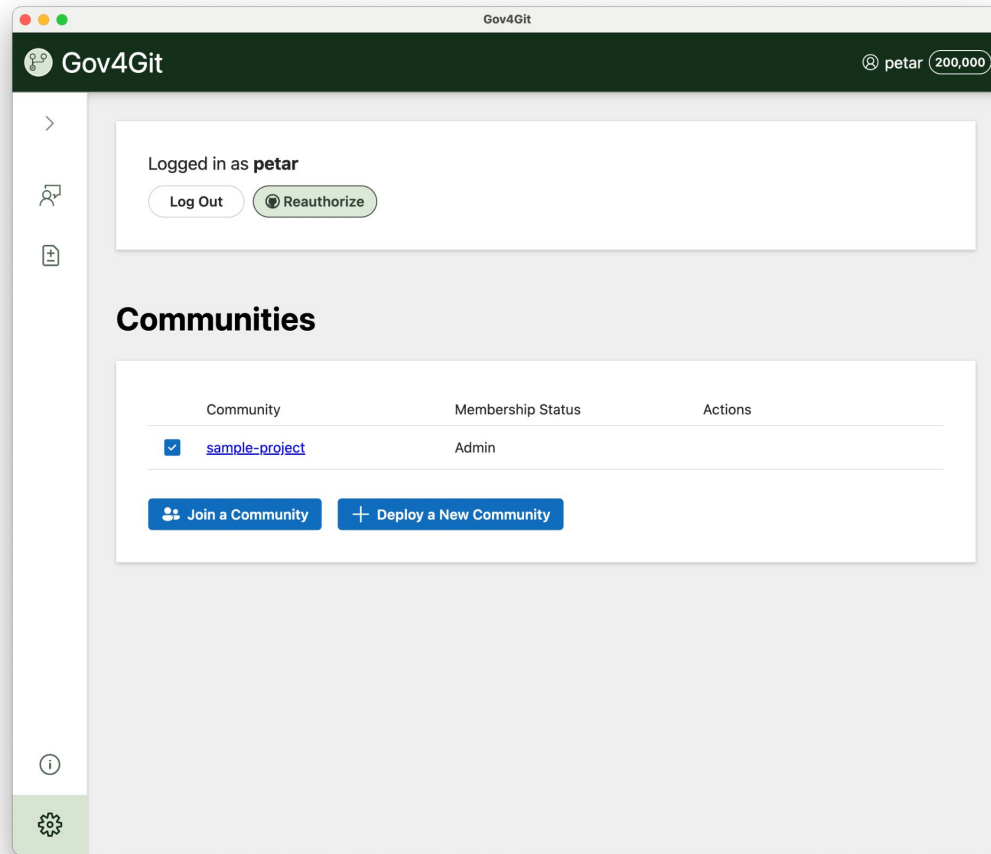 Gov4Git
Gov4Git petar 200,000
Logged in as petar
Log Out Reauthorize
Communities
Community Membership Status Actions
sample-project Admin
Join a Community Deploy a New Community